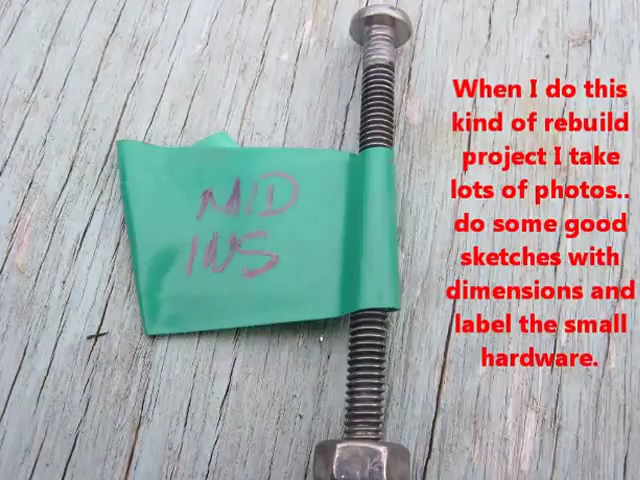 MID
INS
When I do this
kind of rebuild
project I take
lots of photos..
do some good
sketches with
dimensions and
label the small
hardware.